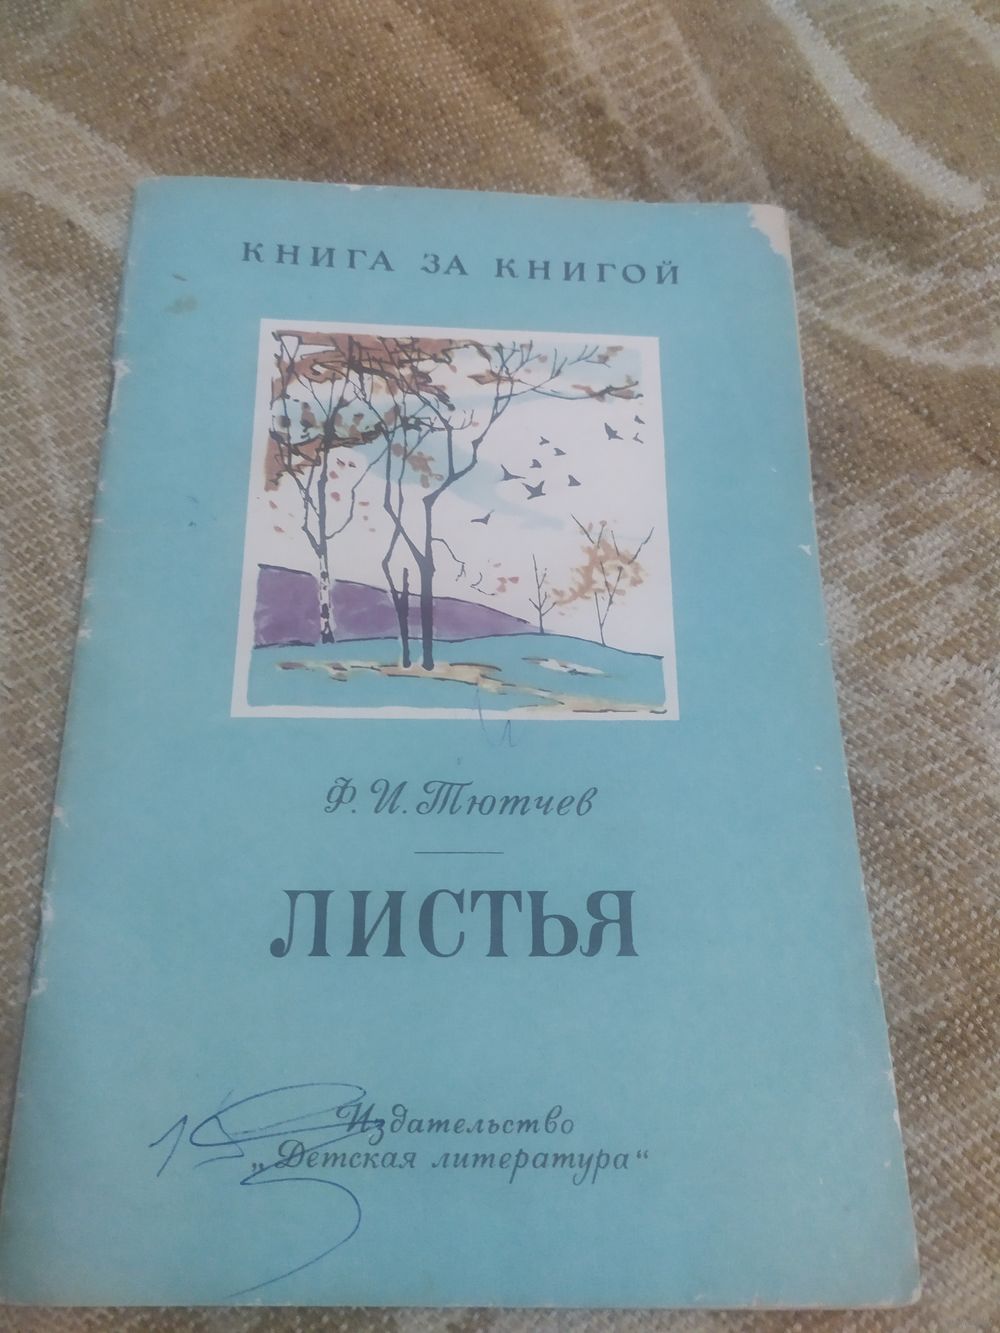 КНИГА ЗА КНИГОЙ
Ф. И. Тютчев
ЛИСТЬЯ
Издательство
„Детская литература“